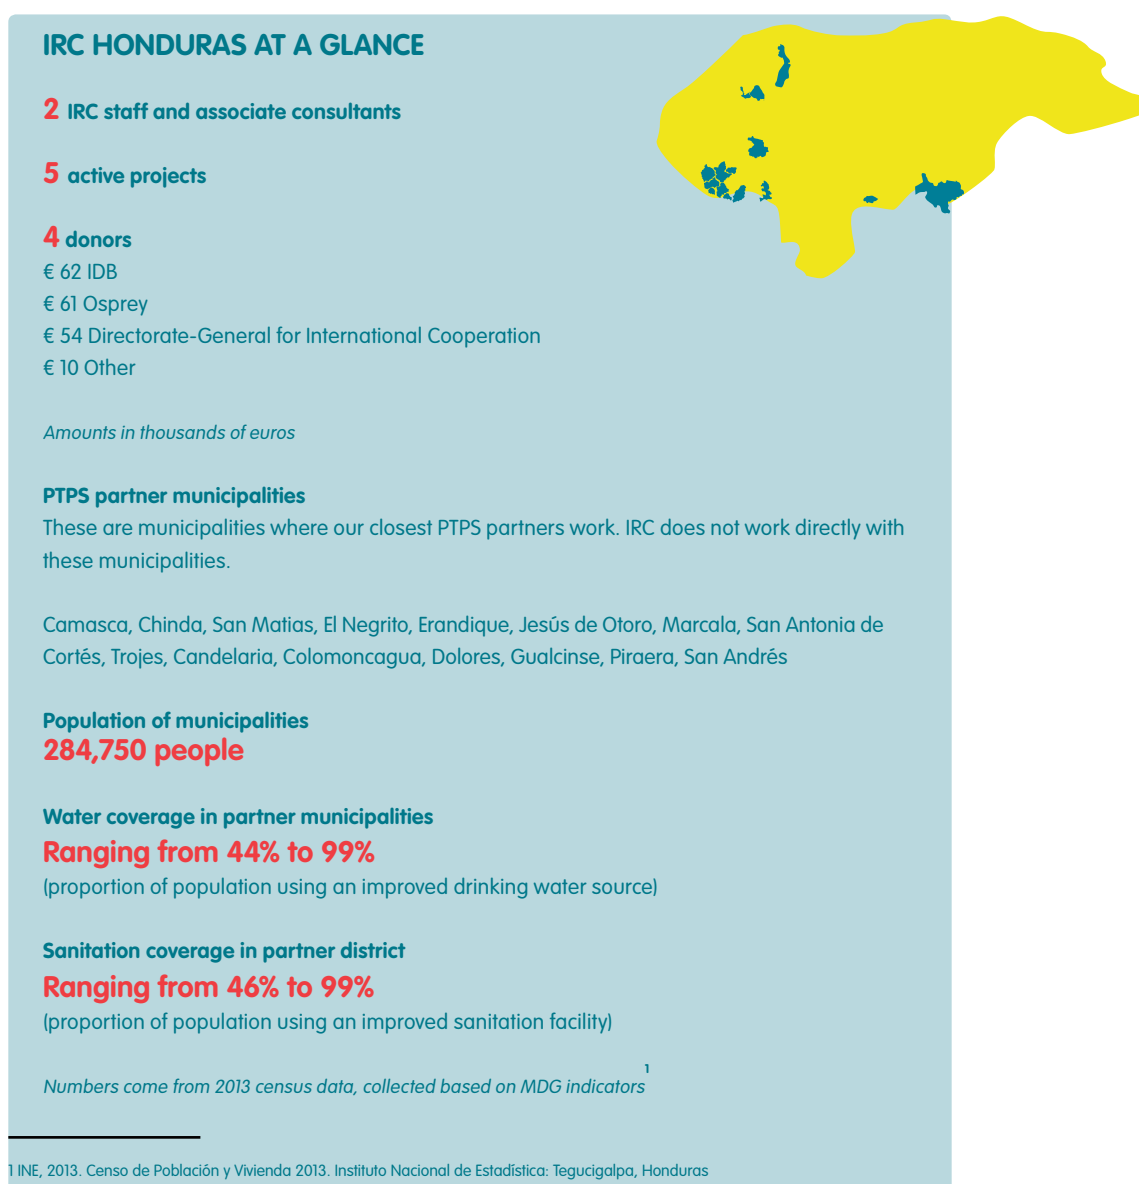 IRC HONDURAS AT A GLANCE
2 IRC staff and associate consultants
5 active projects
4 donors
€ 62 IDB
€ 61 Osprey
€ 54 Directorate-General for International Cooperation
€ 10 Other
Amounts in thousands of euros
PTPS partner municipalities
These are municipalities where our closest PTPS partners work. IRC does not work directly with
these municipalities.
Camasca, Chinda, San Matias, El Negrito, Erandique, Jesús de Otoro, Marcala, San Antonia de
Cortés, Trojes, Candelaria, Colomoncagua, Dolores, Gualcinse, Piraera, San Andrés
Population of municipalities
284,750 people
Water coverage in partner municipalities
Ranging from 44% to 99%
(proportion of population using an improved drinking water source)
Sanitation coverage in partner district
Ranging from 46% to 99%
(proportion of population using an improved sanitation facility)
Numbers come from 2013 census data, collected based on MDG indicators1
1 INE, 2013. Censo de Población y Vivienda 2013. Instituto Nacional de Estadística: Tegucigalpa, Honduras